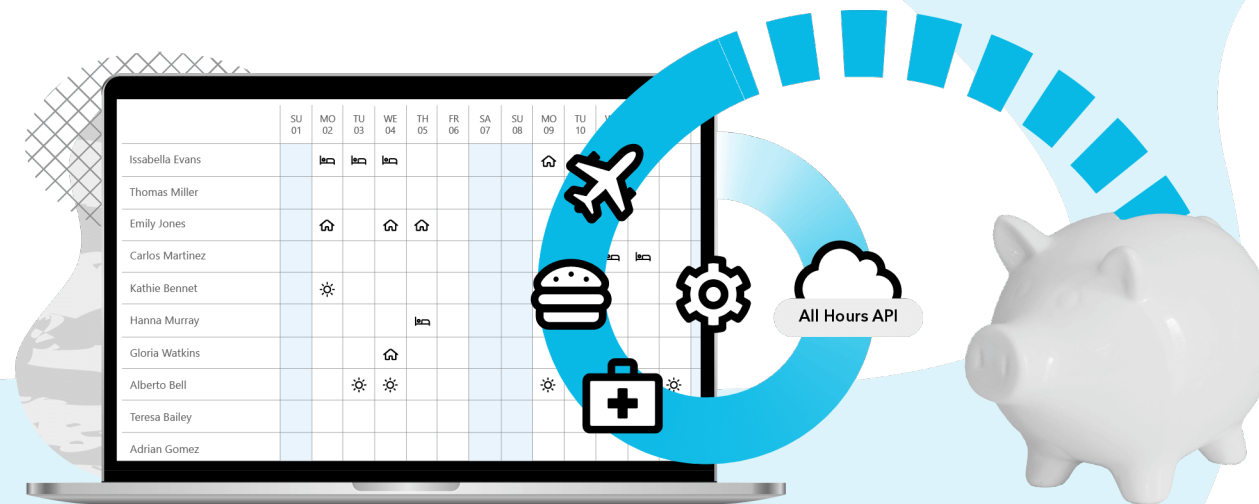 SU MO TU WE TH FR SA SU MO TU
01 02 03 04 05 06 07 08 09 10
Issabella Evans
Thomas Miller
Emily Jones
Carlos Martinez
Kathie Bennet
Hanna Murray
Gloria Watkins
Alberto Bell
Teresa Bailey
Adrian Gomez
All Hours API